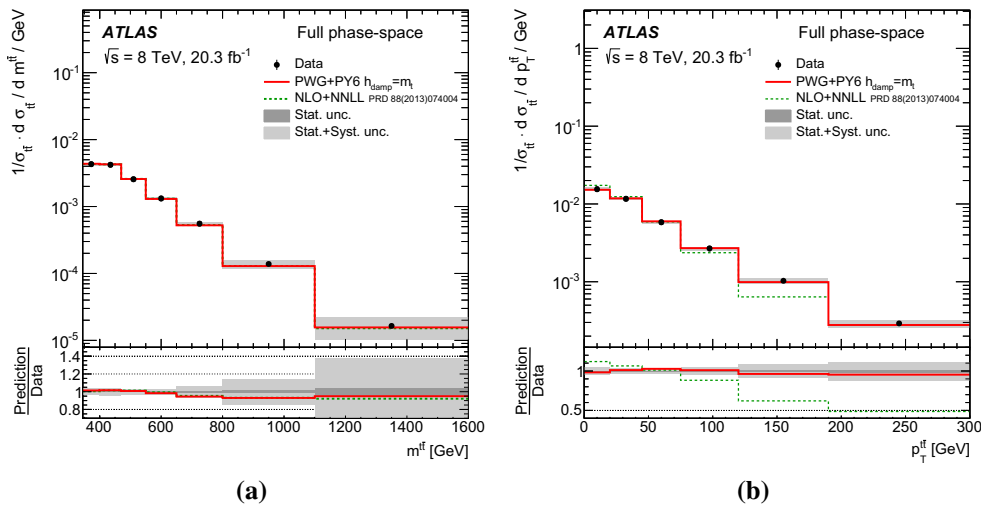 ATLAS Full phase-space
√s = 8 TeV, 20.3 fb⁻¹
Data
PWG+PY6 h_damp=m_t
NLO+NNLL PRD 88(2013)074004
Stat. unc.
Stat.+Syst. unc.
1/σ_tt̄ · d σ_tt̄ / d m^tt̄ / GeV
10⁻¹
10⁻²
10⁻³
10⁻⁴
10⁻⁵
Prediction
Data
1.4
1.2
1
0.8
400 600 800 1000 1200 1400 1600
m^tt̄ [GeV]
(a)
ATLAS Full phase-space
√s = 8 TeV, 20.3 fb⁻¹
Data
PWG+PY6 h_damp=m_t
NLO+NNLL PRD 88(2013)074004
Stat. unc.
Stat.+Syst. unc.
1/σ_tt̄ · d σ_tt̄ / d p_T^tt̄ / GeV
1
10⁻¹
10⁻²
10⁻³
Prediction
Data
1
0.5
0 50 100 150 200 250 300
p_T^tt̄ [GeV]
(b)